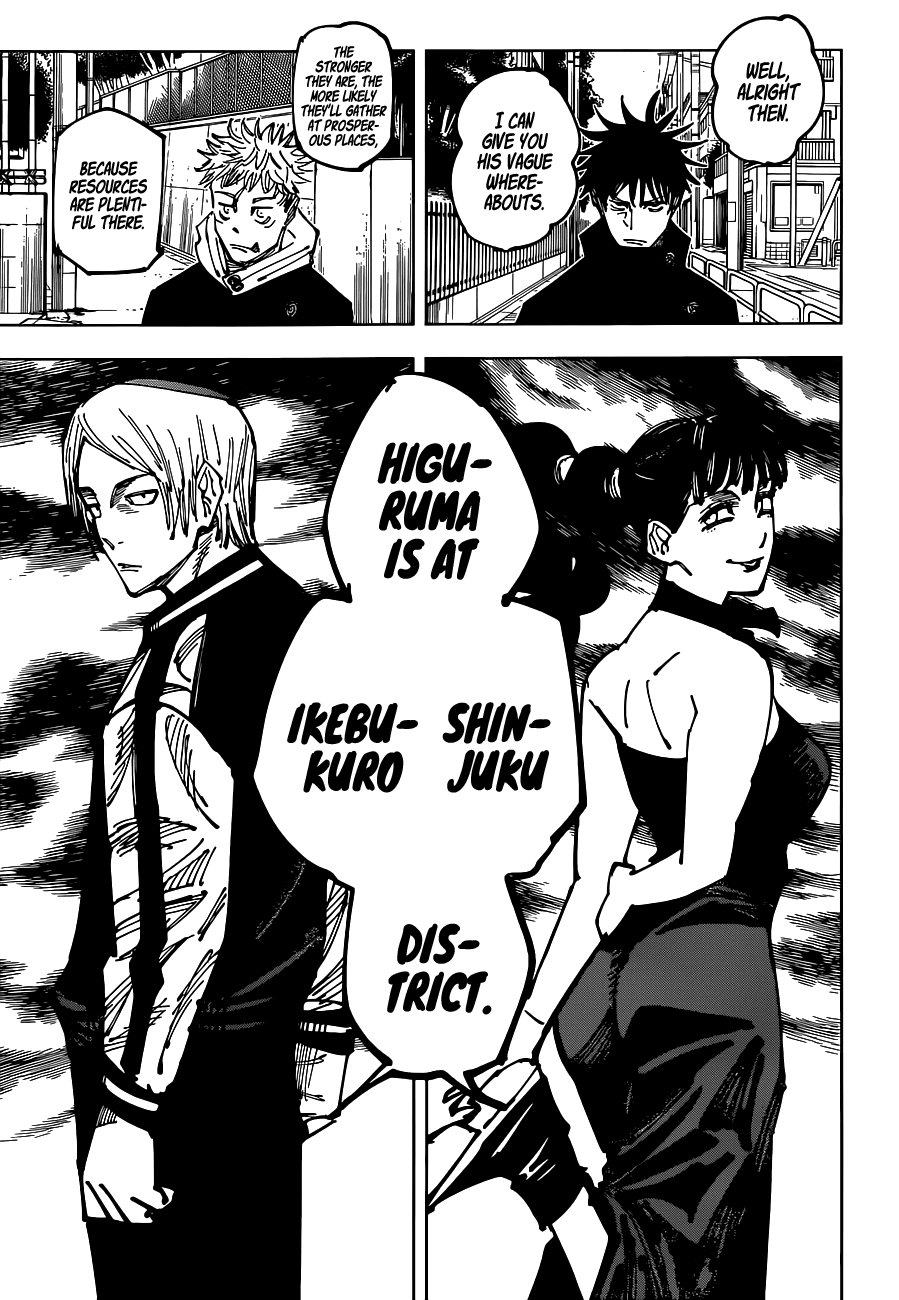 WELL,
ALRIGHT
THEN.
I CAN
GIVE YOU
HIS VAGUE
WHERE-
ABOUTS.
THE
STRONGER
THEY ARE, THE
MORE LIKELY
THEY'LL GATHER
AT PROSPER-
OUS PLACES,
BECAUSE
RESOURCES
ARE PLENTI-
FUL THERE.
HIGU-
RUMA
IS AT
SHIN-
JUKU
IKEBU-
KURO
DIS-
TRICT.